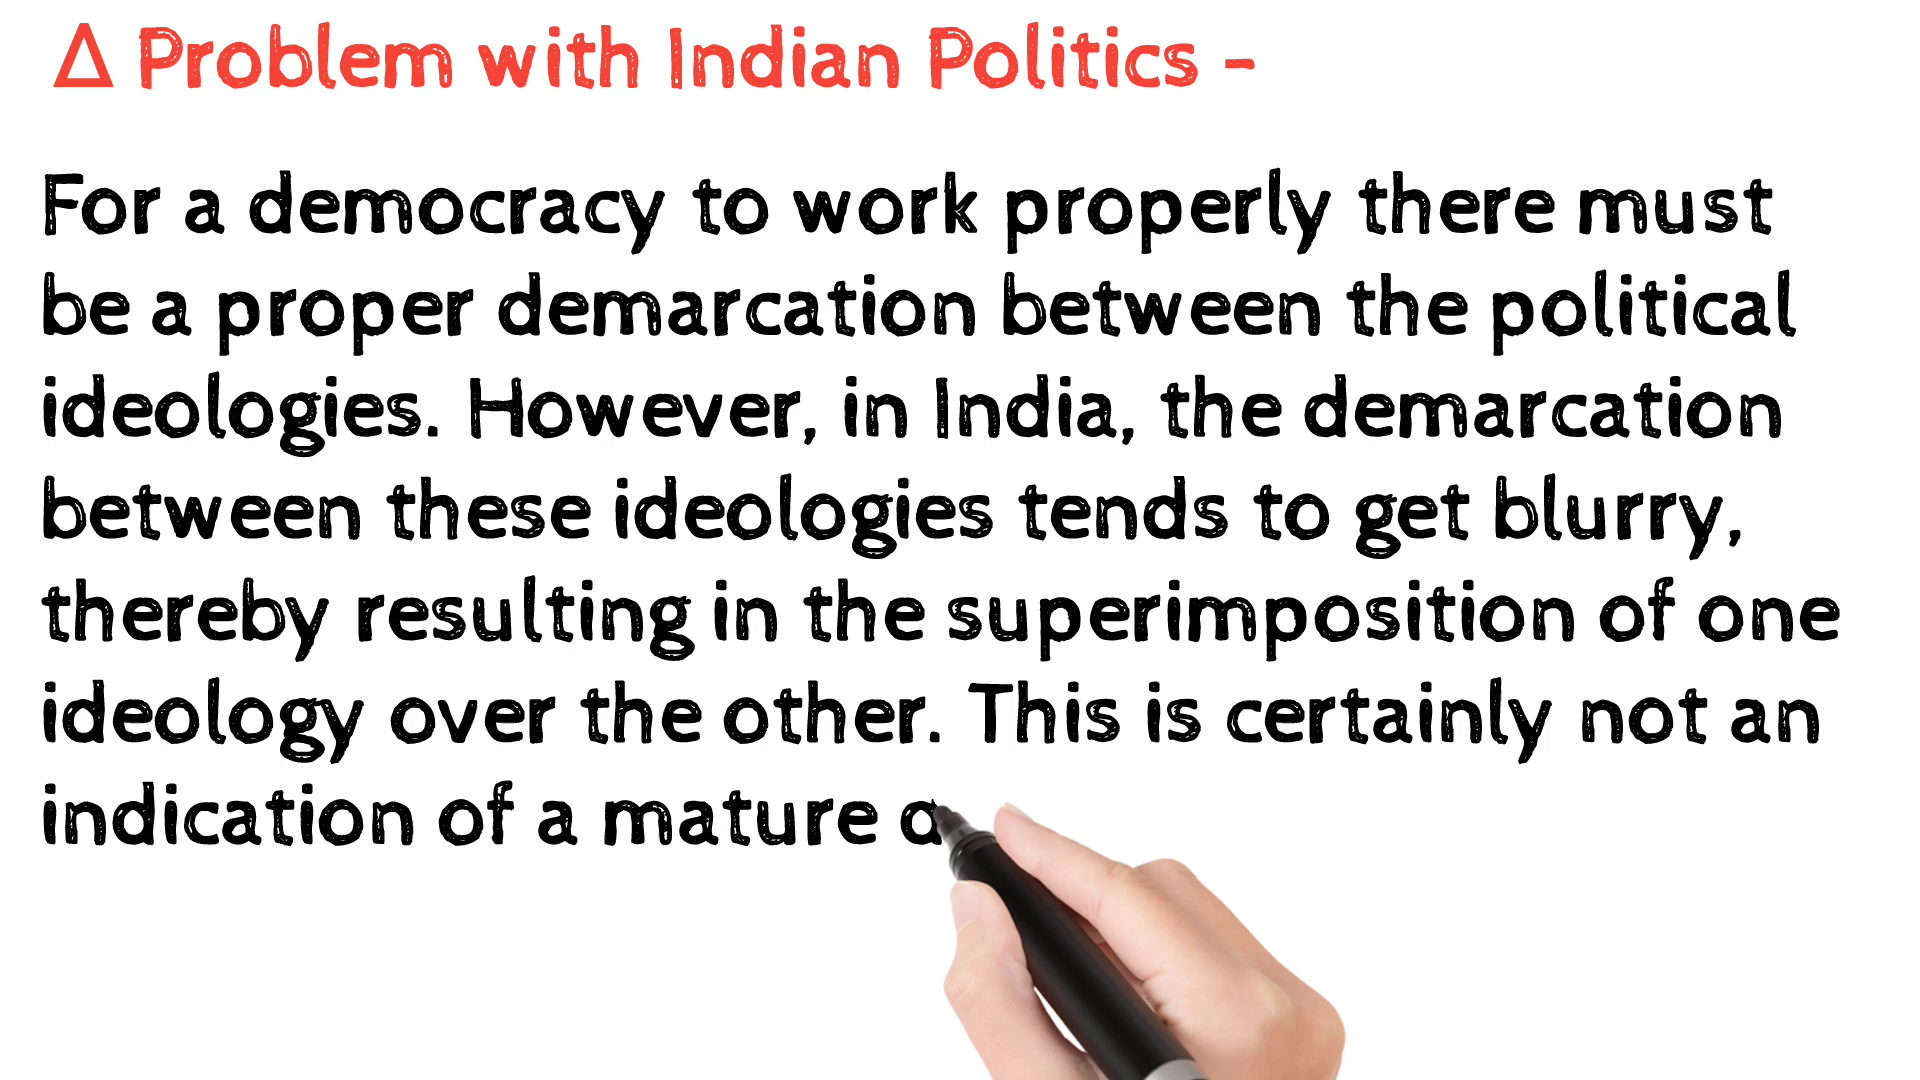 Δ Problem with Indian Politics -
For a democracy to work properly there must
be a proper demarcation between the political
ideologies. However, in India, the demarcation
between these ideologies tends to get blurry,
thereby resulting in the superimposition of one
ideology over the other. This is certainly not an
indication of a mature